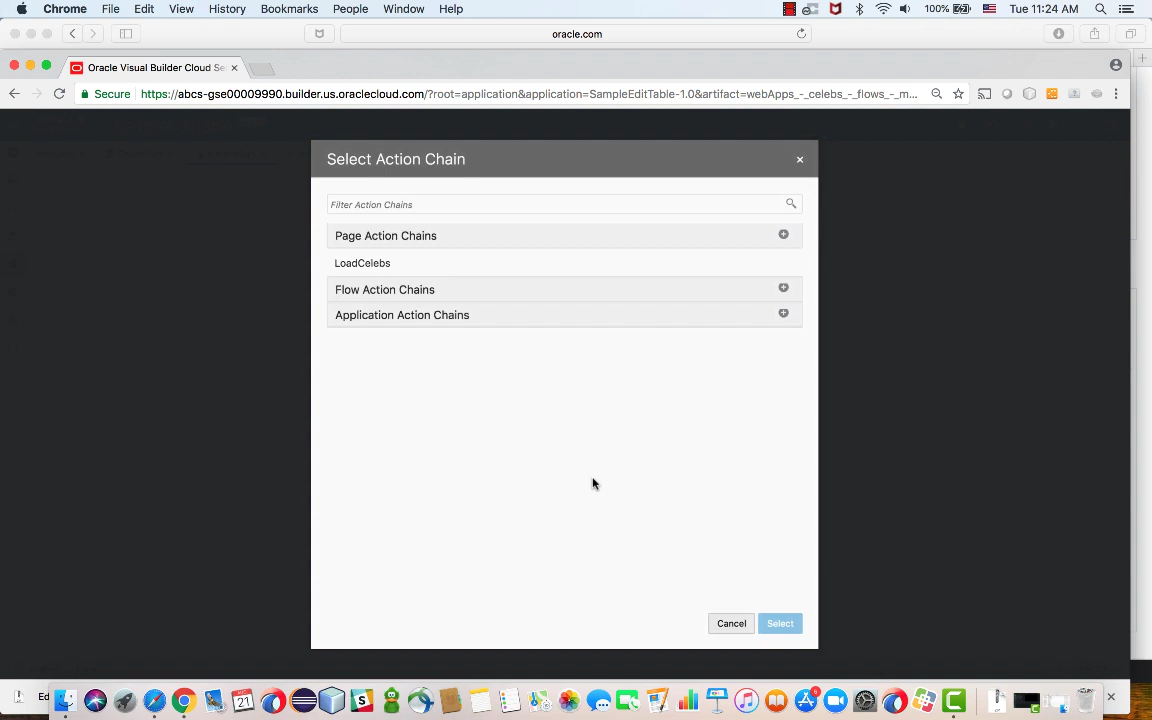 Chrome File Edit View History Bookmarks People Window Help 100% Tue 11:24 AM
oracle.com
Oracle Visual Builder Cloud Se
Secure https://abcs-gse00009990.builder.us.oraclecloud.com/?root=application&application=SampleEditTable-1.0&artifact=webApps_-_celebs_-_flows_-_m...
Select Action Chain
Filter Action Chains
Page Action Chains
LoadCelebs
Flow Action Chains
Application Action Chains
Cancel Select
Ed